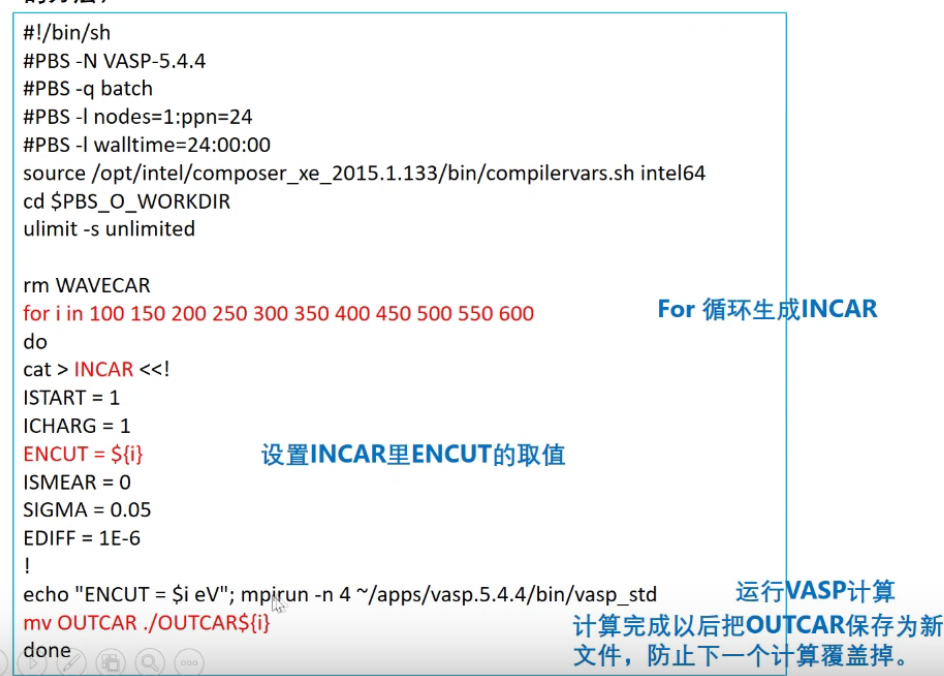 #!/bin/sh
#PBS -N VASP-5.4.4
#PBS -q batch
#PBS -l nodes=1:ppn=24
#PBS -l walltime=24:00:00
source /opt/intel/composer_xe_2015.1.133/bin/compilervars.sh intel64
cd $PBS_O_WORKDIR
ulimit -s unlimited
rm WAVECAR
for i in 100 150 200 250 300 350 400 450 500 550 600
For 循环生成INCAR
do
cat > INCAR <<!
ISTART = 1
ICHARG = 1
ENCUT = ${i}
设置INCAR里ENCUT的取值
ISMEAR = 0
SIGMA = 0.05
EDIFF = 1E-6
!
echo "ENCUT = $i eV"; mpirun -n 4 ~/apps/vasp.5.4.4/bin/vasp_std
运行VASP计算
mv OUTCAR ./OUTCAR${i}
计算完成以后把OUTCAR保存为新
文件，防止下一个计算覆盖掉。
done